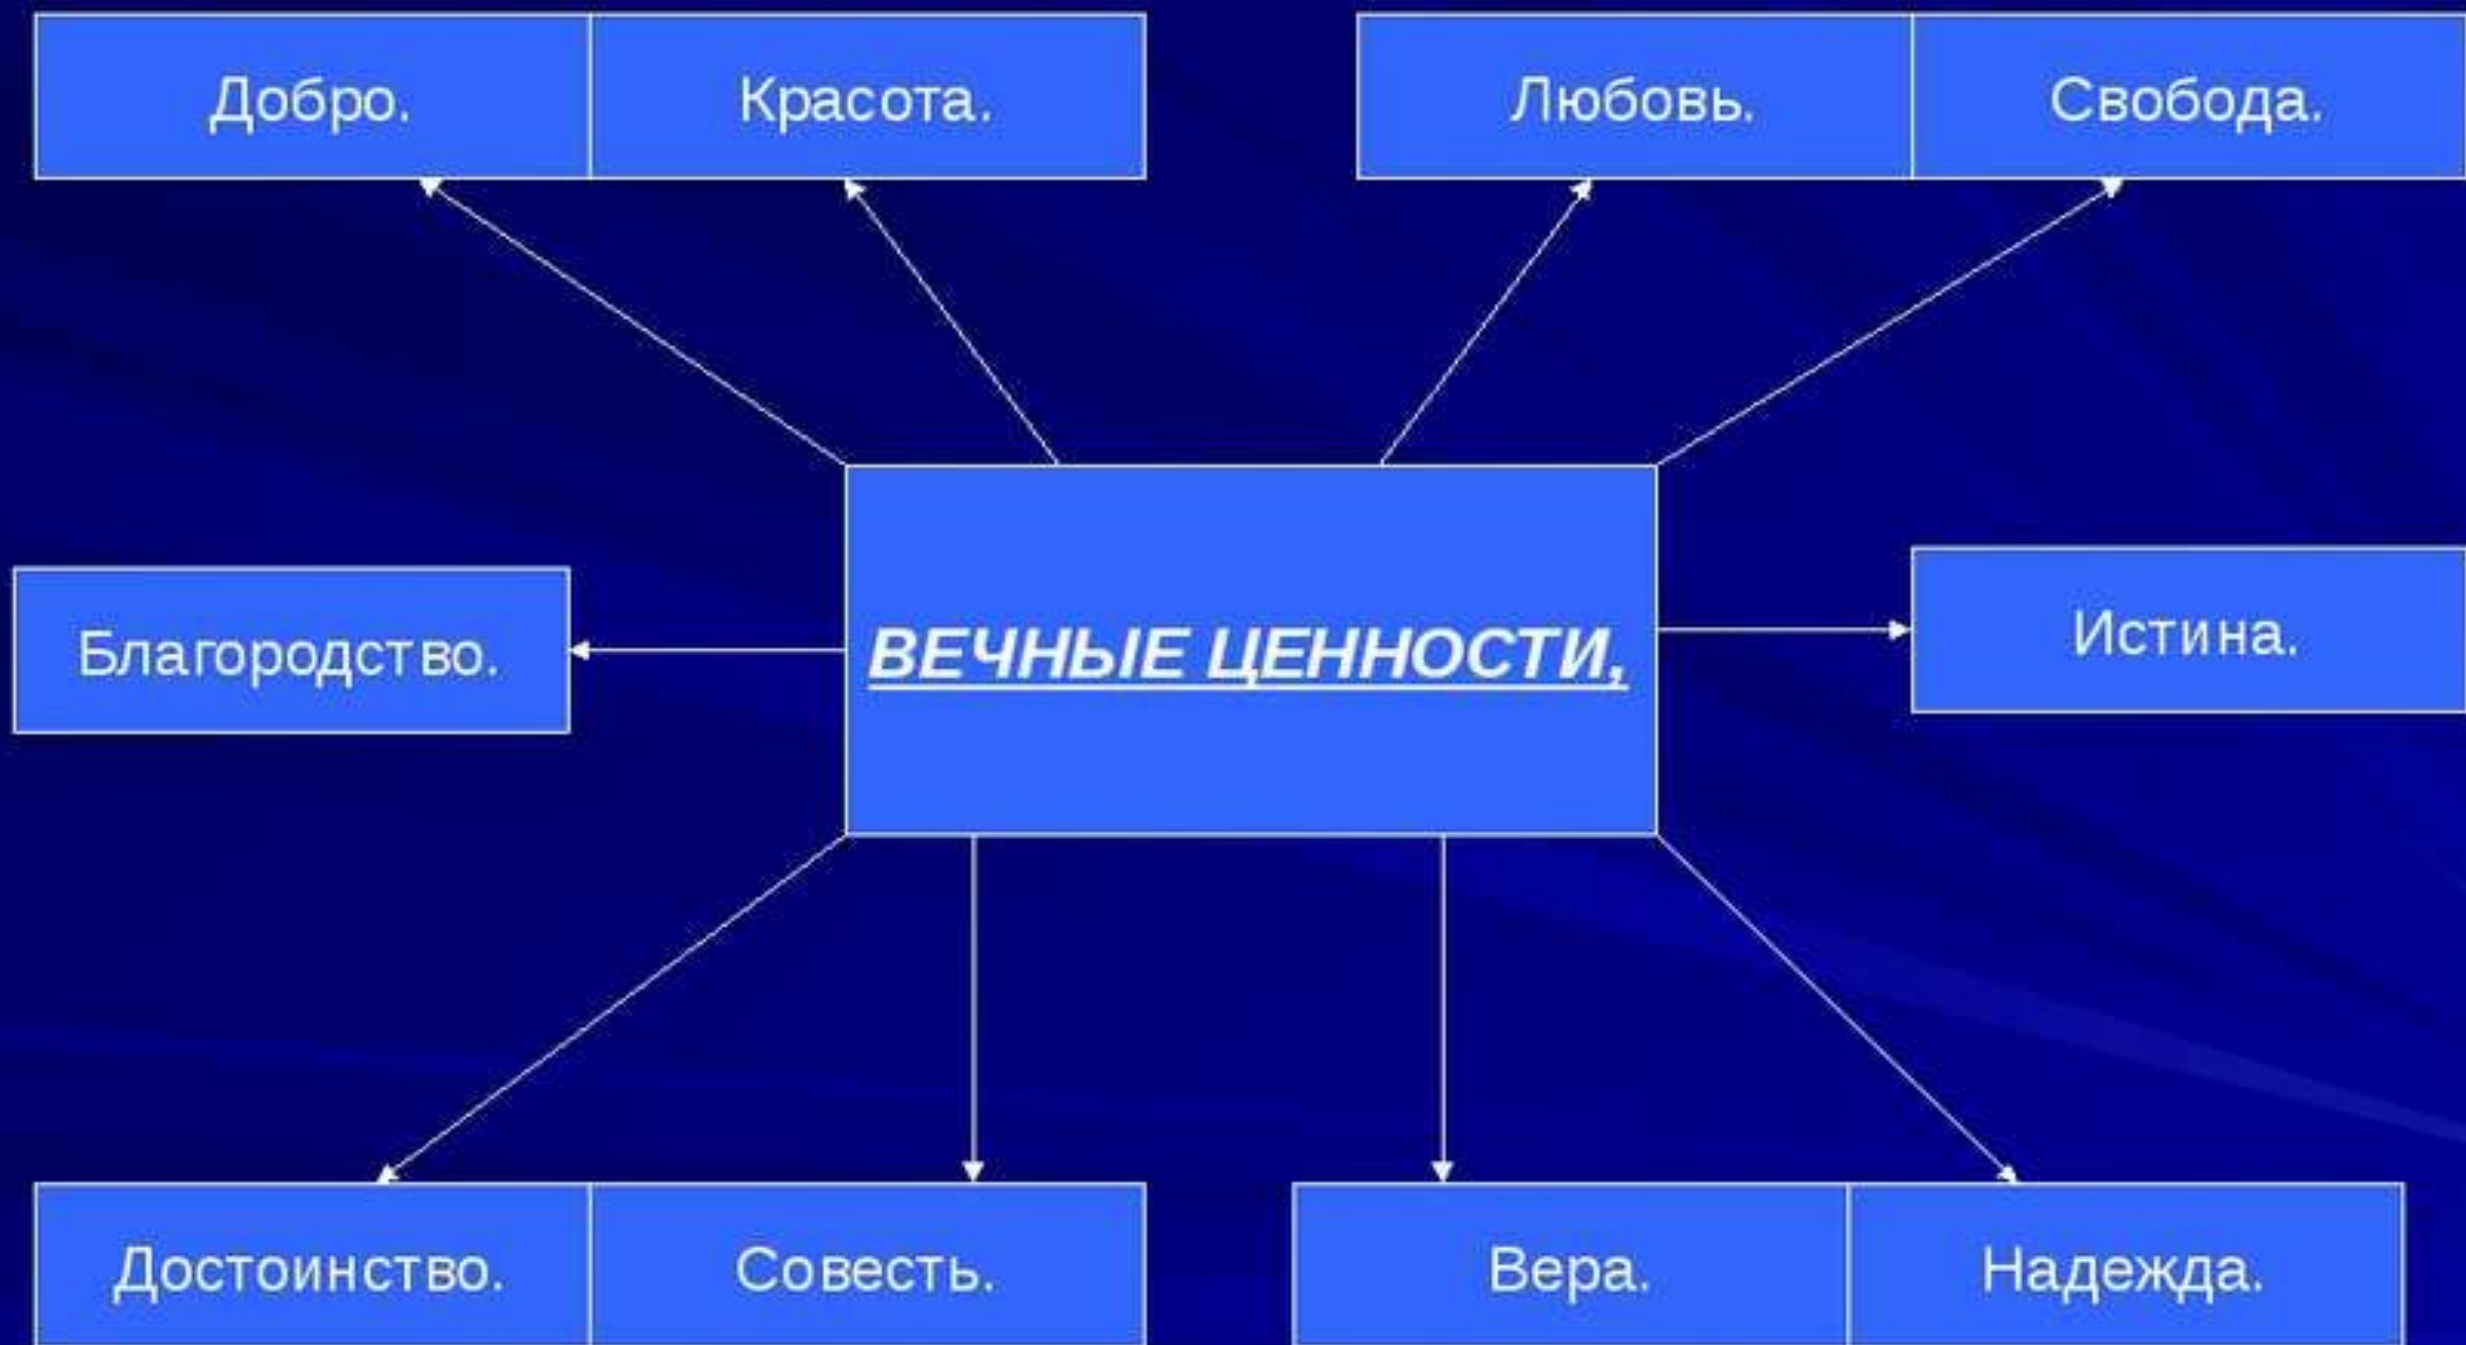 Добро.
Красота.
Любовь.
Свобода.
Благородство.
ВЕЧНЫЕ ЦЕННОСТИ,
Истина.
Достоинство.
Совесть.
Вера.
Надежда.